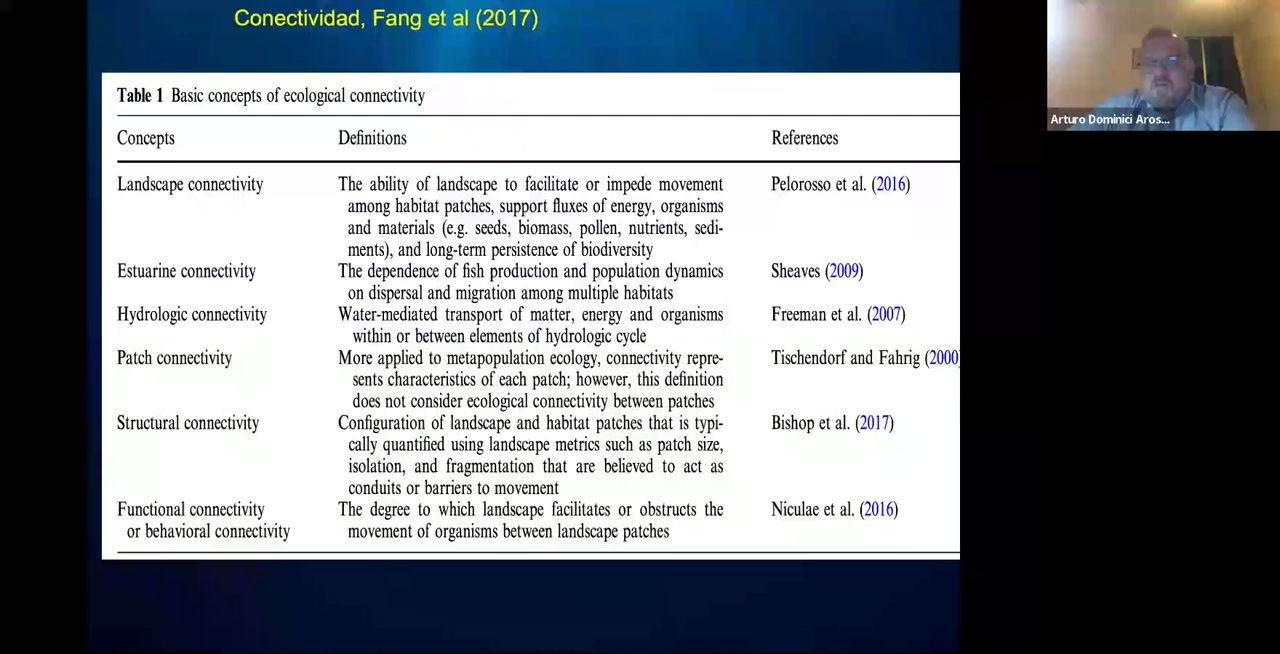 Conectividad, Fang et al (2017)
Table 1 Basic concepts of ecological connectivity
Concepts Definitions References
Landscape connectivity The ability of landscape to facilitate or impede movement Pelorosso et al. (2016)
among habitat patches, support fluxes of energy, organisms
and materials (e.g. seeds, biomass, pollen, nutrients, sedi-
ments), and long-term persistence of biodiversity
Estuarine connectivity The dependence of fish production and population dynamics Sheaves (2009)
on dispersal and migration among multiple habitats
Hydrologic connectivity Water-mediated transport of matter, energy and organisms Freeman et al. (2007)
within or between elements of hydrologic cycle
Patch connectivity More applied to metapopulation ecology, connectivity repre- Tischendorf and Fahrig (2000)
sents characteristics of each patch; however, this definition
does not consider ecological connectivity between patches
Structural connectivity Configuration of landscape and habitat patches that is typi- Bishop et al. (2017)
cally quantified using landscape metrics such as patch size,
isolation, and fragmentation that are believed to act as
conduits or barriers to movement
Functional connectivity The degree to which landscape facilitates or obstructs the Niculae et al. (2016)
or behavioral connectivity movement of organisms between landscape patches
Arturo Dominici Aros...